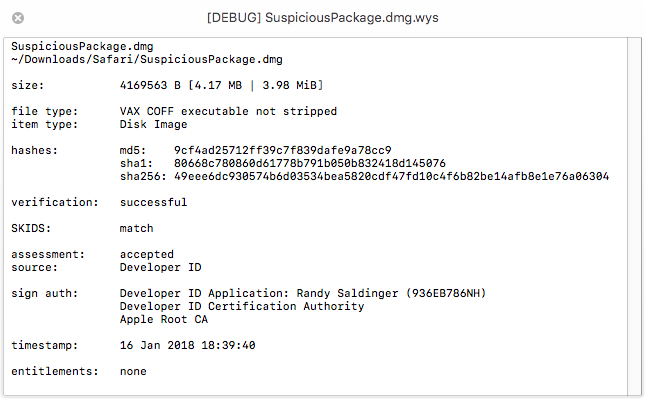 [DEBUG] SuspiciousPackage.dmg.wys
SuspiciousPackage.dmg
~/Downloads/Safari/SuspiciousPackage.dmg
size: 4169563 B [4.17 MB | 3.98 MiB]
file type: VAX COFF executable not stripped
item type: Disk Image
hashes: md5: 9cf4ad25712ff39c7f839dafe9a78cc9
sha1: 80668c780860d61778b791b050b832418d145076
sha256: 49eee6dc930574b6d03534bea5820cdf47fd10c4f6b82be14afb8e1e76a06304
verification: successful
SKIDS: match
assessment: accepted
source: Developer ID
sign auth: Developer ID Application: Randy Saldinger (936EB786NH)
Developer ID Certification Authority
Apple Root CA
timestamp: 16 Jan 2018 18:39:40
entitlements: none